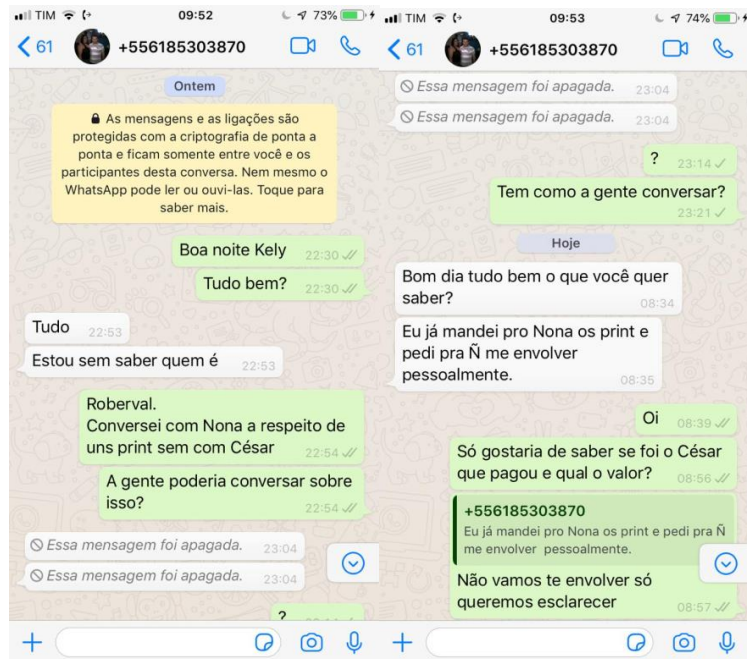 TIM 09:52 73%
61 +556185303870
Ontem
As mensagens e as ligações são
protegidas com a criptografia de ponta a
ponta e ficam somente entre você e os
participantes desta conversa. Nem mesmo o
WhatsApp pode ler ou ouvi-las. Toque para
saber mais.
Boa noite Kely 22:30
Tudo bem? 22:30
Tudo 22:53
Estou sem saber quem é 22:53
Roberval.
Conversei com Nona a respeito de
uns print sem com César 22:54
A gente poderia conversar sobre
isso? 22:54
Essa mensagem foi apagada. 23:04
Essa mensagem foi apagada. 23:04
?
TIM 09:53 74%
61 +556185303870
Essa mensagem foi apagada. 23:04
Essa mensagem foi apagada. 23:04
? 23:14
Tem como a gente conversar?
23:21
Hoje
Bom dia tudo bem o que você quer
saber? 08:34
Eu já mandei pro Nona os print e
pedi pra Ñ me envolver
pessoalmente. 08:35
Oi 08:39
Só gostaria de saber se foi o César
que pagou e qual o valor? 08:56
+556185303870
Eu já mandei pro Nona os print e pedi pra Ñ
me envolver pessoalmente.
Não vamos te envolver só
queremos esclarecer 08:57